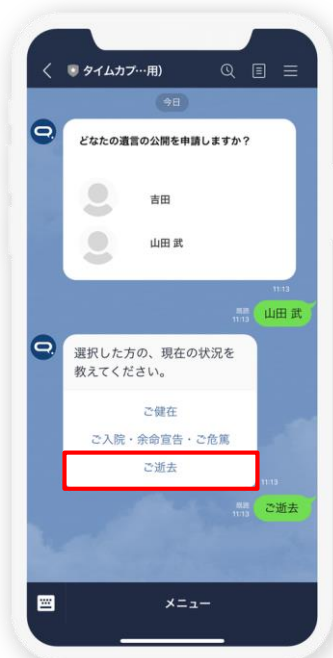 タイムカプ…用)
今日
どなたの遺言の公開を申請しますか？
吉田
山田 武
11:13
既読
11:13
山田 武
選択した方の、現在の状況を
教えてください。
ご健在
ご入院・余命宣告・ご危篤
ご逝去
11:13
既読
11:13
ご逝去
メニュー